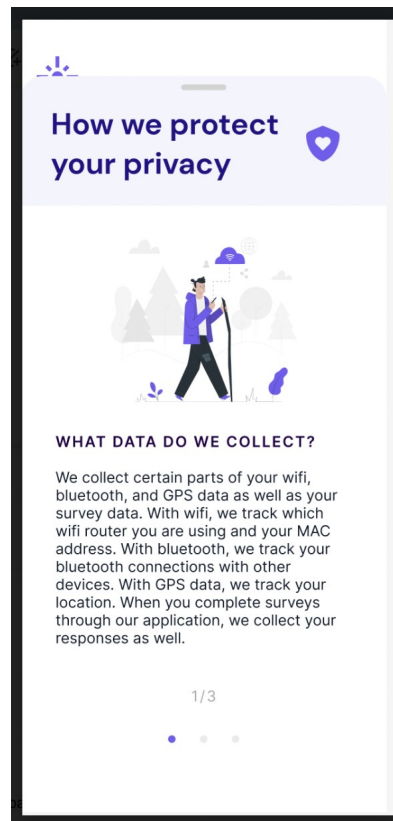 How we protect
your privacy
WHAT DATA DO WE COLLECT?
We collect certain parts of your wifi,
bluetooth, and GPS data as well as your
survey data. With wifi, we track which
wifi router you are using and your MAC
address. With bluetooth, we track your
bluetooth connections with other
devices. With GPS data, we track your
location. When you complete surveys
through our application, we collect your
responses as well.
1/3